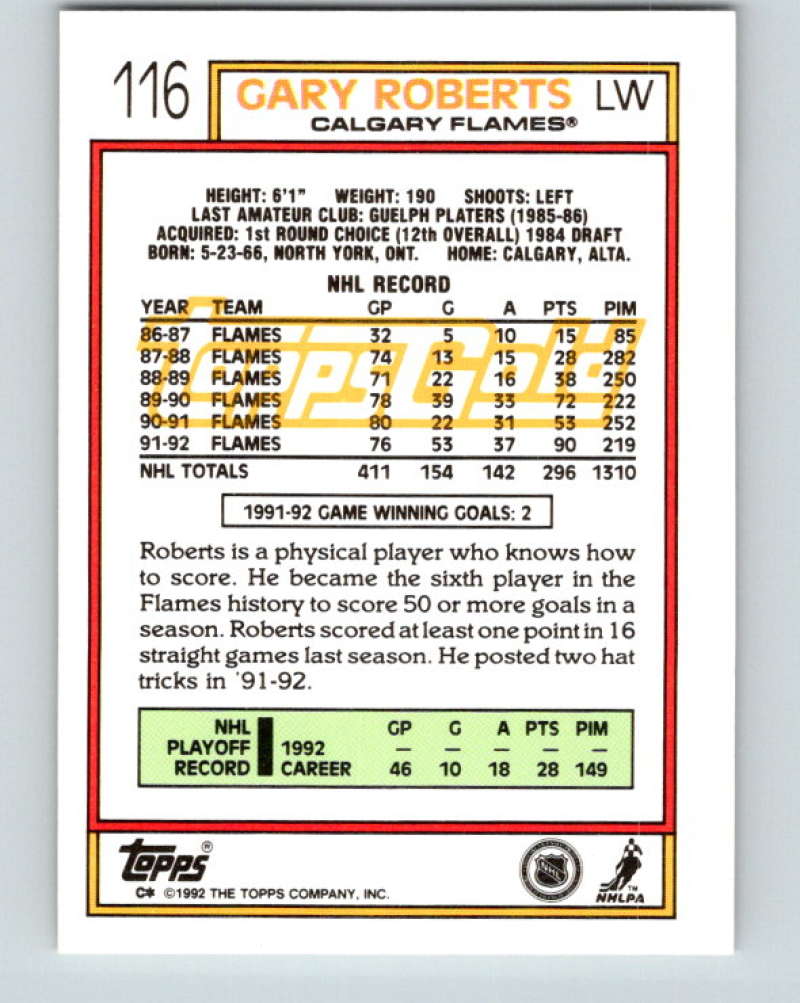 116 GARY ROBERTS LW
CALGARY FLAMES®
HEIGHT: 6'1" WEIGHT: 190 SHOOTS: LEFT
LAST AMATEUR CLUB: GUELPH PLATERS (1985-86)
ACQUIRED: 1st ROUND CHOICE (12th OVERALL) 1984 DRAFT
BORN: 5-23-66, NORTH YORK, ONT. HOME: CALGARY, ALTA.
NHL RECORD
YEAR TEAM GP G A PTS PIM
86-87 FLAMES 32 5 10 15 85
87-88 FLAMES 74 13 15 28 282
88-89 FLAMES 71 22 16 38 250
89-90 FLAMES 78 39 33 72 222
90-91 FLAMES 80 22 31 53 252
91-92 FLAMES 76 53 37 90 219
NHL TOTALS 411 154 142 296 1310
ToppsGold
1991-92 GAME WINNING GOALS: 2
Roberts is a physical player who knows how
to score. He became the sixth player in the
Flames history to score 50 or more goals in a
season. Roberts scored at least one point in 16
straight games last season. He posted two hat
tricks in '91-92.
NHL GP G A PTS PIM
PLAYOFF 1992 — — — — —
RECORD CAREER 46 10 18 28 149
TOPPS®
C* ©1992 THE TOPPS COMPANY, INC.
NHL
TM
NHLPA